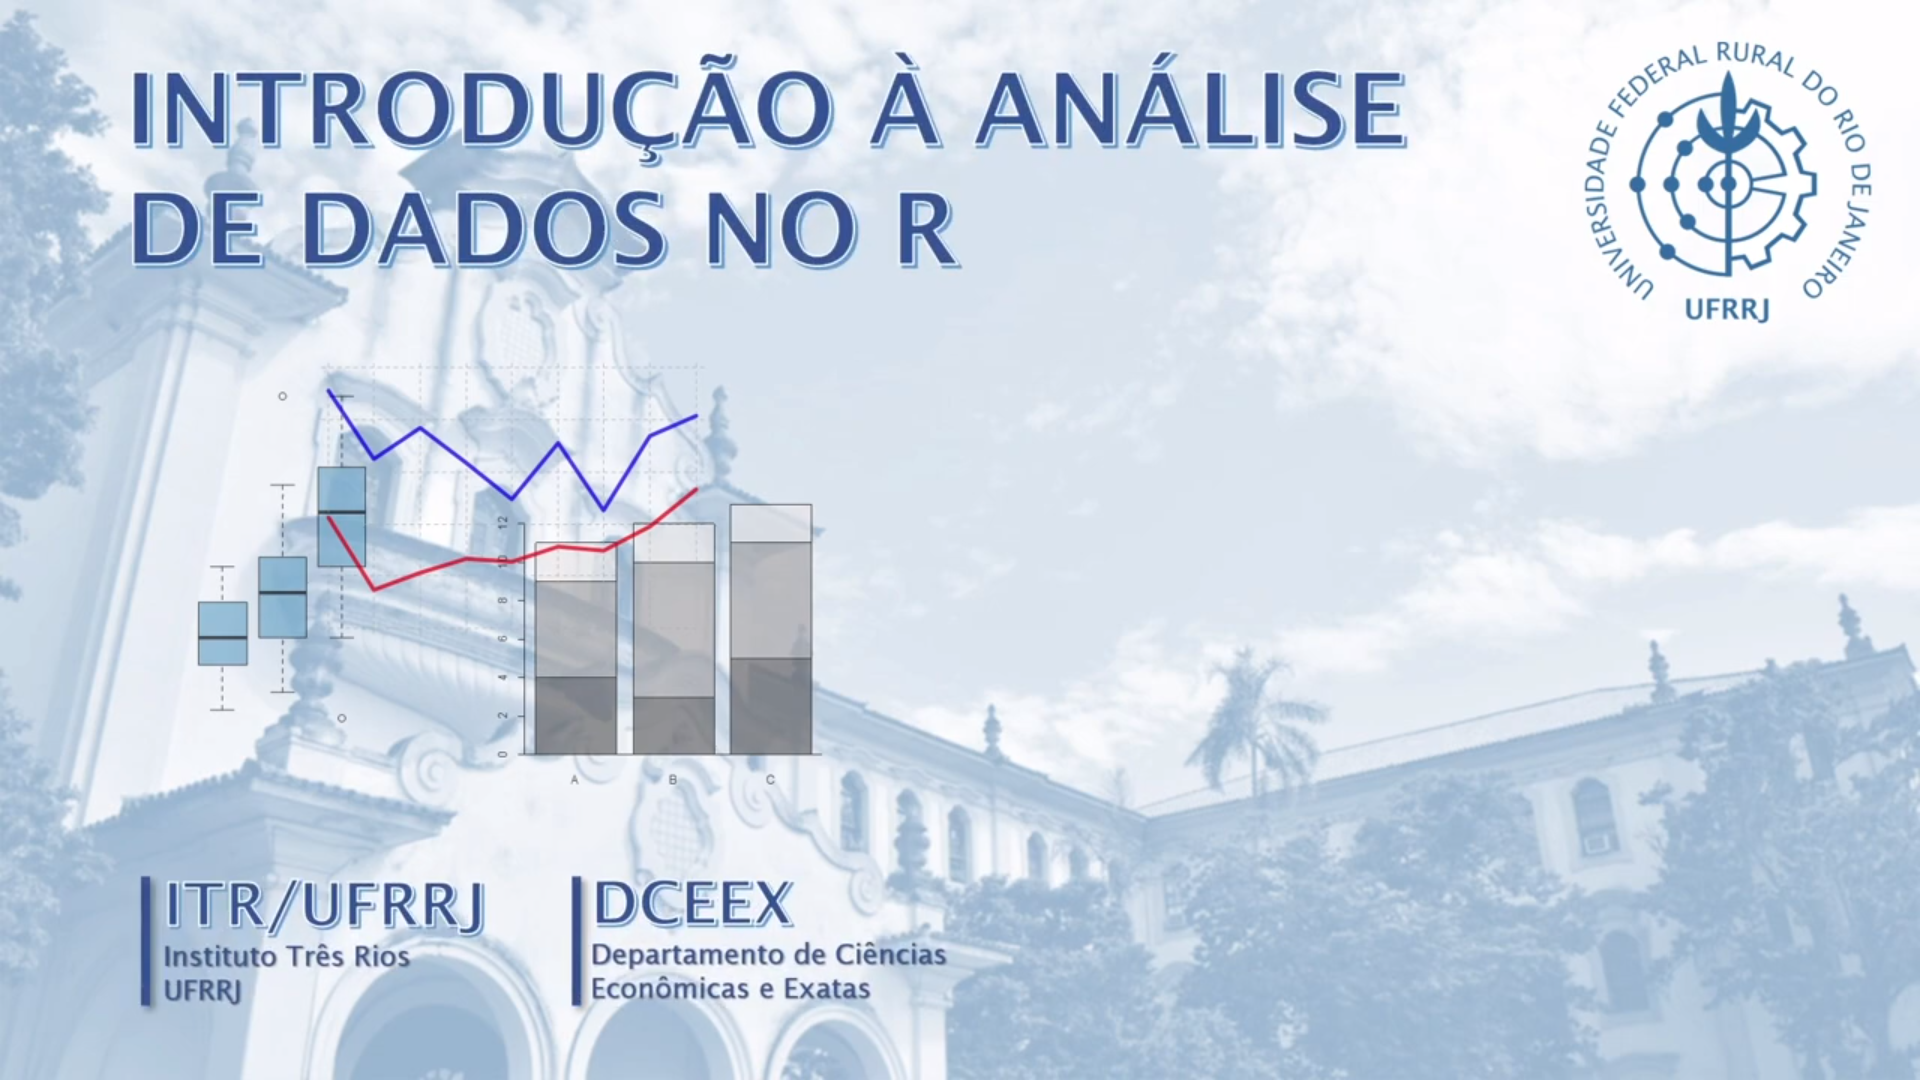 INTRODUÇÃO À ANÁLISE
DE DADOS NO R
UNIVERSIDADE FEDERAL RURAL DO RIO DE JANEIRO
UFRRJ
12
10
8
6
4
2
0
A B C
ITR/UFRRJ
Instituto Três Rios
UFRRJ
DCEEX
Departamento de Ciências
Econômicas e Exatas